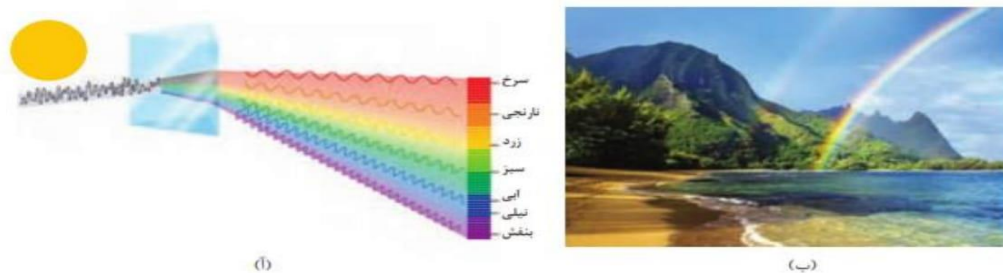 سرخ
نارنجی
زرد
سبز
آبی
نیلی
بنفش
(آ)
(ب)